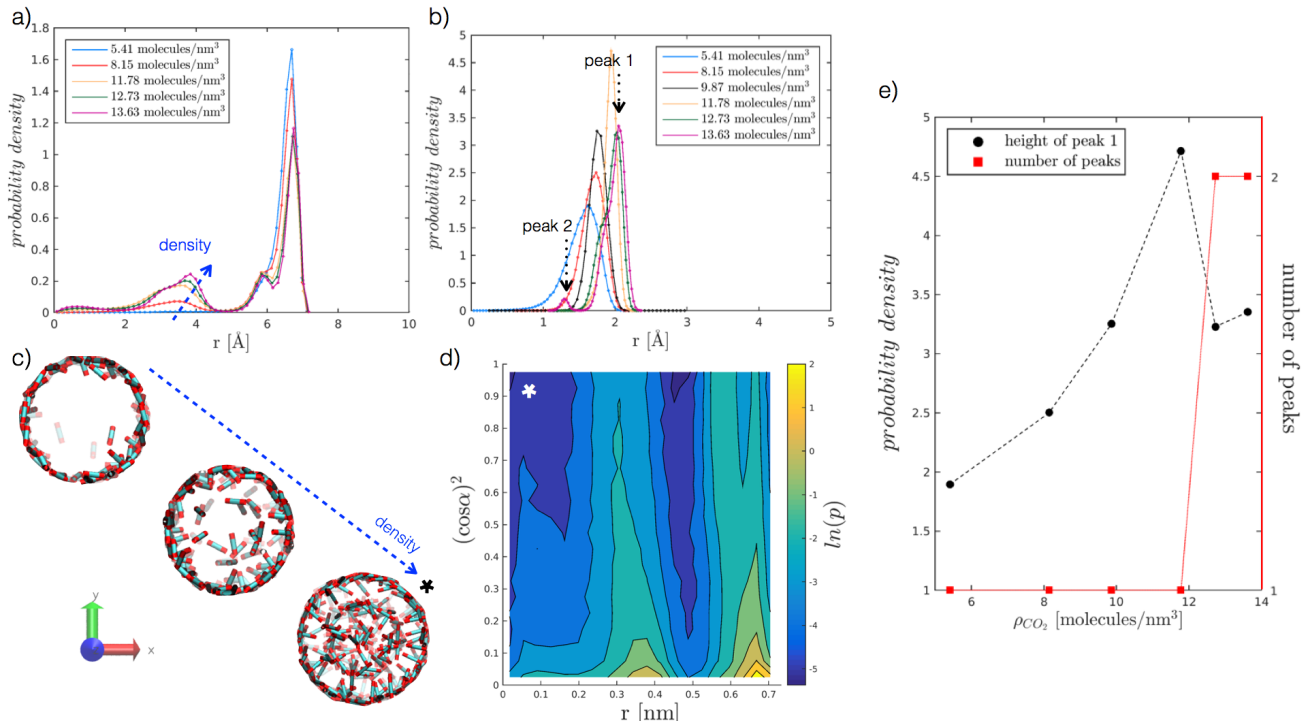 a)
probability density
1.8
1.6
1.4
1.2
1
0.8
0.6
0.4
0.2
0
5.41 molecules/nm³
8.15 molecules/nm³
11.78 molecules/nm³
12.73 molecules/nm³
13.63 molecules/nm³
density
0 2 4 6 8 10
r [Å]
b)
probability density
5
4.5
4
3.5
3
2.5
2
1.5
1
0.5
0
peak 1
peak 2
5.41 molecules/nm³
8.15 molecules/nm³
9.87 molecules/nm³
11.78 molecules/nm³
12.73 molecules/nm³
13.63 molecules/nm³
0 1 2 3 4 5
r [Å]
c)
density
*
y
x
d)
(cosα)²
1
0.9
0.8
0.7
0.6
0.5
0.4
0.3
0.2
0.1
0
*
0 0.1 0.2 0.3 0.4 0.5 0.6 0.7
r [nm]
2
1
0
-1
-2
-3
-4
-5
ln(p)
e)
probability density
5
4.5
4
3.5
3
2.5
2
1.5
1
height of peak 1
number of peaks
2
1
number of peaks
6 8 10 12 14
ρCO₂ [molecules/nm³]